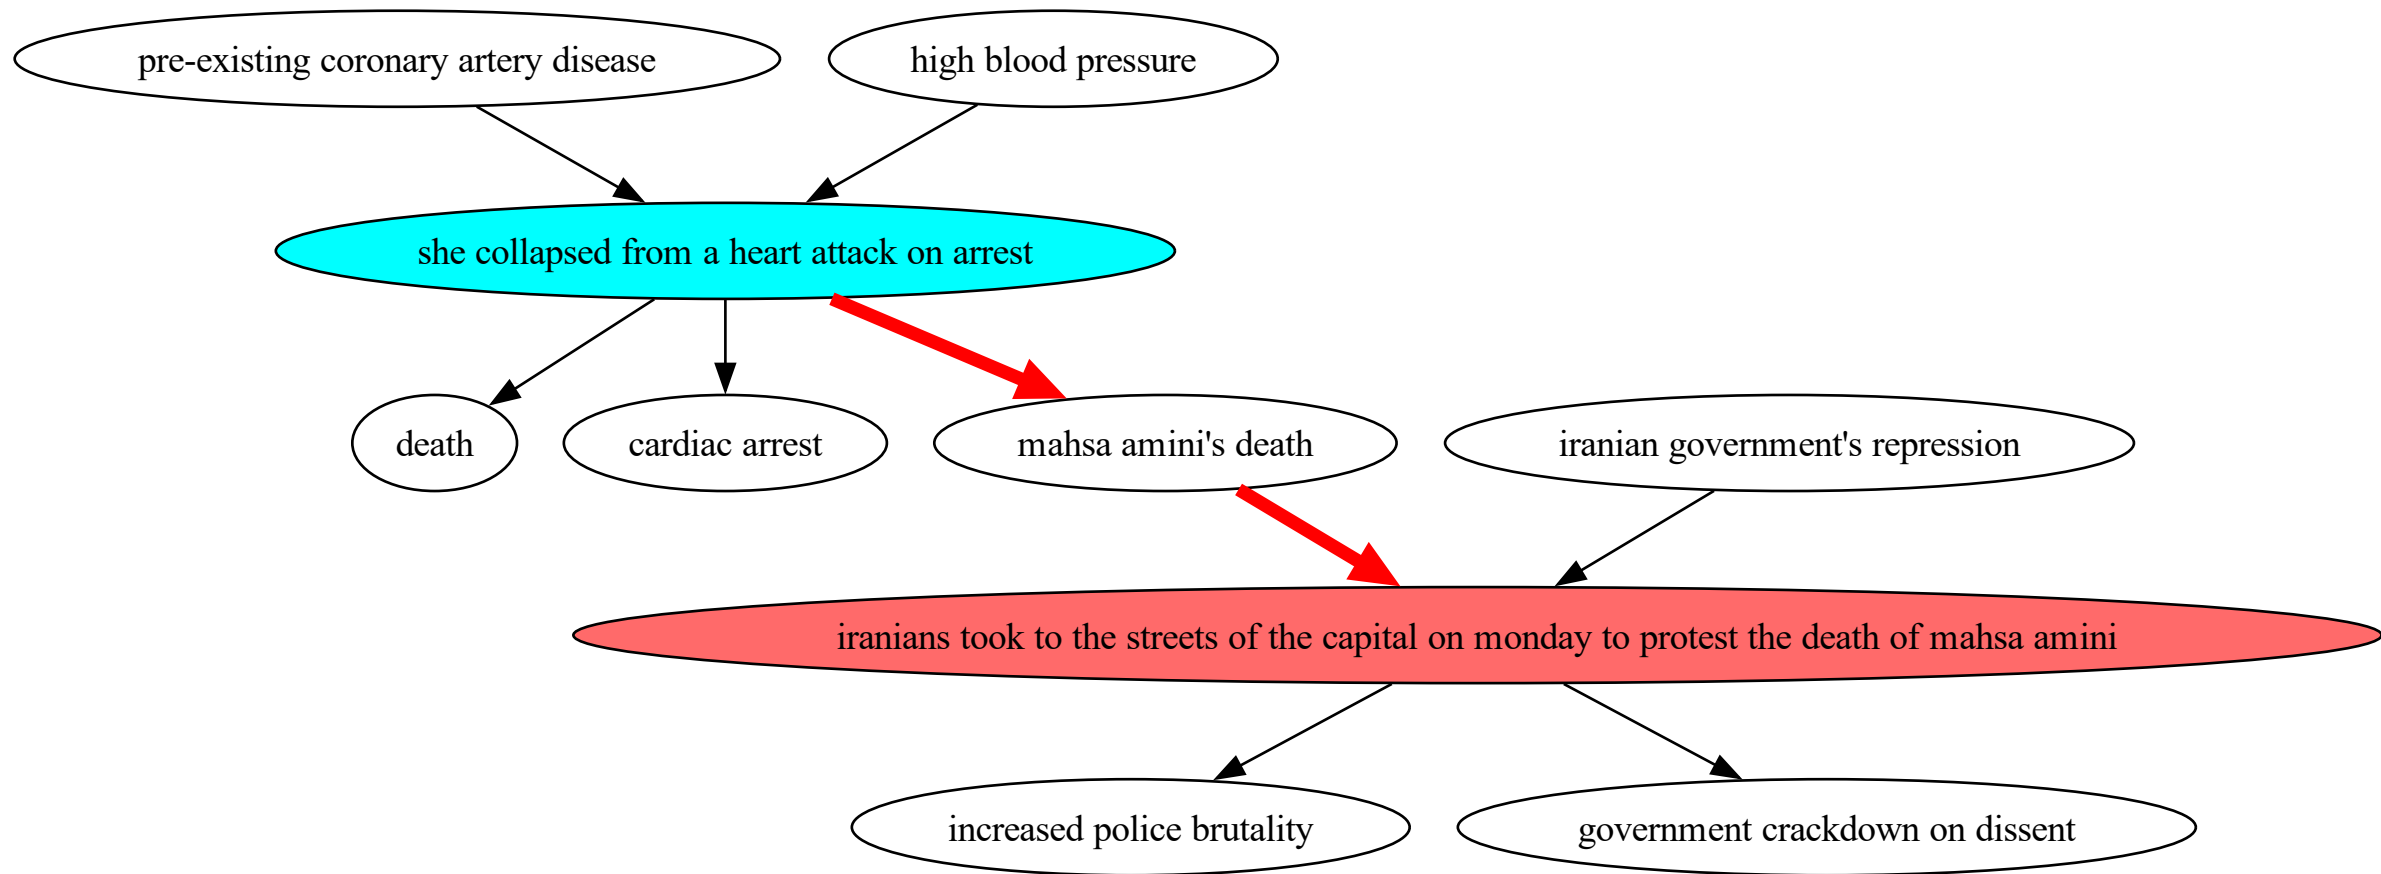 pre-existing coronary artery disease
high blood pressure
she collapsed from a heart attack on arrest
death
cardiac arrest
mahsa amini's death
iranian government's repression
iranians took to the streets of the capital on monday to protest the death of mahsa amini
increased police brutality
government crackdown on dissent